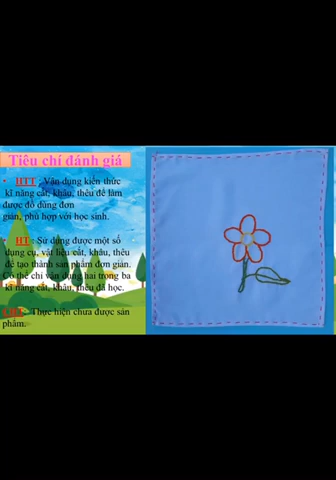 Tiêu chí đánh giá
- HTT : Vận dụng kiến thức
kĩ năng cắt, khâu, thêu để làm
được đồ dùng đơn
giản, phù hợp với học sinh.
- HT : Sử dụng được một số
dụng cụ, vật liệu cắt, khâu, thêu
để tạo thành sản phẩm đơn giản.
Có thể chỉ vận dụng hai trong ba
kĩ năng cắt, khâu, thêu đã học.
CHT : Thực hiện chưa được sản
phẩm.